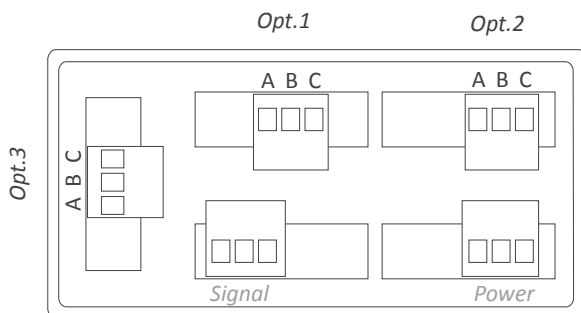 Opt.1
Opt.2
A B C
A B C
Opt.3
A B C
Signal
Power